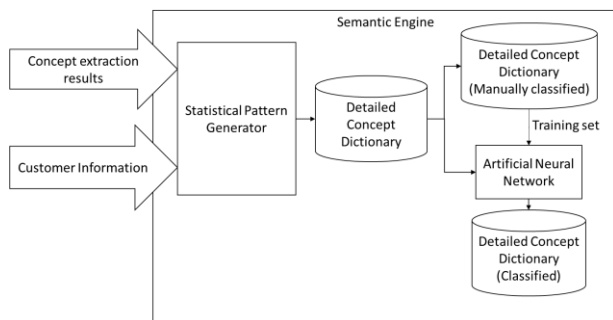 Semantic Engine
Concept extraction
results
Customer Information
Statistical Pattern
Generator
Detailed
Concept
Dictionary
Detailed Concept
Dictionary
(Manually classified)
Training set
Artificial Neural
Network
Detailed Concept
Dictionary
(Classified)